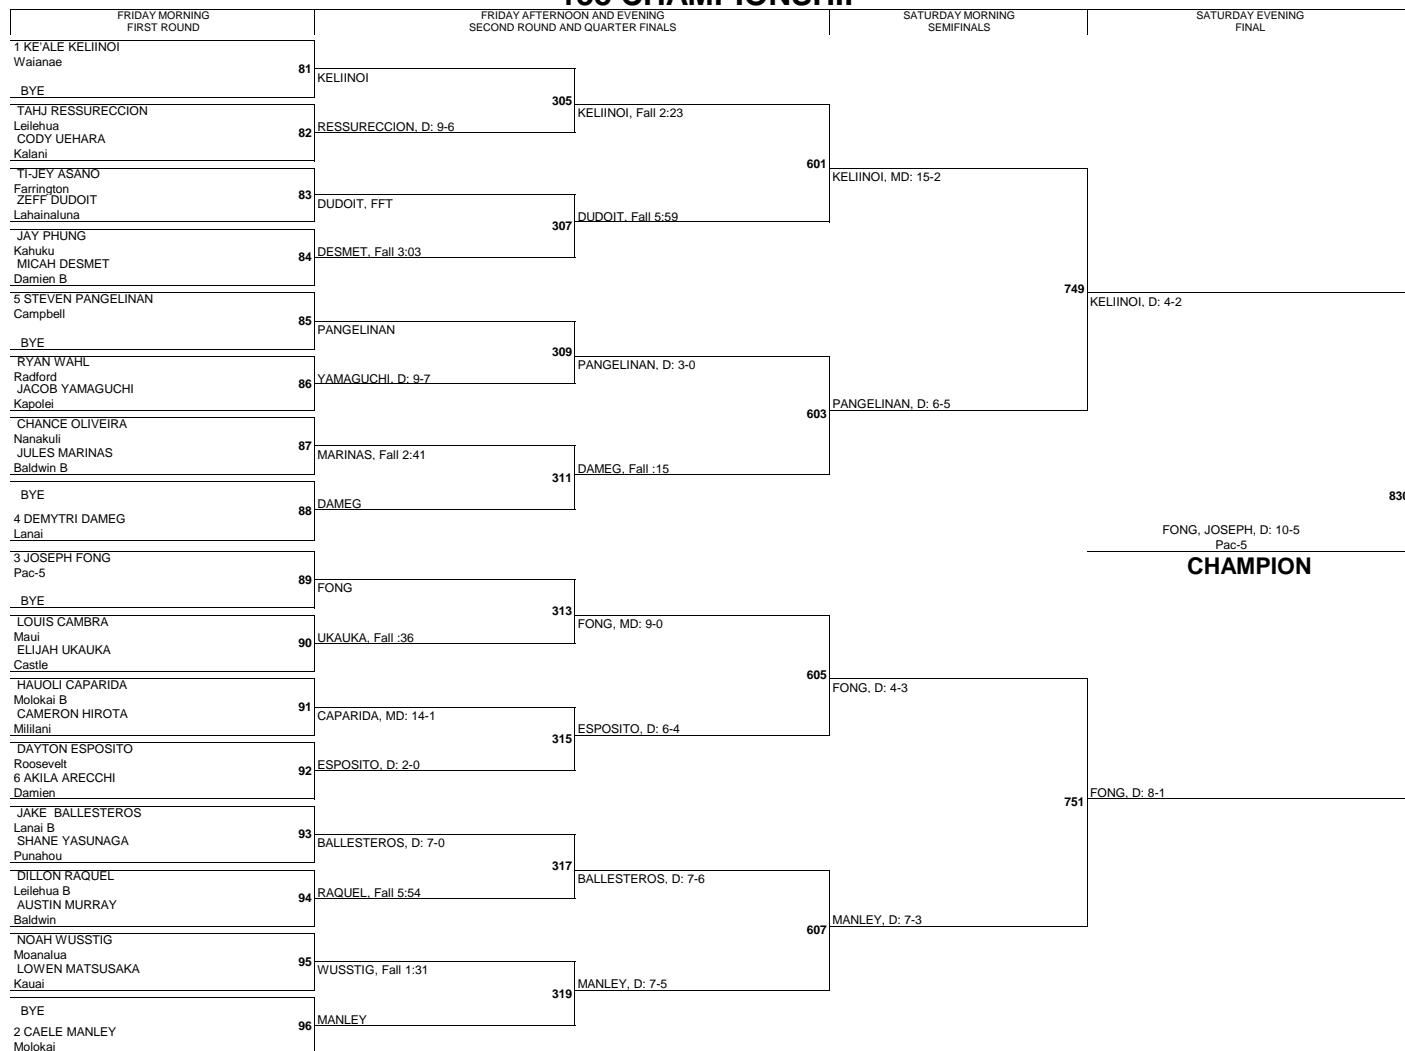 FRIDAY MORNING
FIRST ROUND
FRIDAY AFTERNOON AND EVENING
SECOND ROUND AND QUARTER FINALS
SATURDAY MORNING
SEMIFINALS
SATURDAY EVENING
FINAL
1 KE'ALE KELIINOI
Waianae
81
BYE
TAHJ RESSURECCION
Leilehua
82
CODY UEHARA
Kalani
TI-JEY ASANO
Farrington
83
ZEFF DUDOIT
Lahainaluna
JAY PHUNG
Kahuku
84
MICAH DESMET
Damien B
5 STEVEN PANGELINAN
Campbell
85
BYE
RYAN WAHL
Radford
86
JACOB YAMAGUCHI
Kapolei
CHANCE OLIVEIRA
Nanakuli
87
JULES MARINAS
Baldwin B
BYE
88
4 DEMYTRI DAMEG
Lanai
3 JOSEPH FONG
Pac-5
89
BYE
LOUIS CAMBRA
Maui
90
ELIJAH UKAUKA
Castle
HAUOLI CAPARIDA
Molokai B
91
CAMERON HIROTA
Mililani
DAYTON ESPOSITO
Roosevelt
92
6 AKILA ARECCHI
Damien
JAKE  BALLESTEROS
Lanai B
93
SHANE YASUNAGA
Punahou
DILLON RAQUEL
Leilehua B
94
AUSTIN MURRAY
Baldwin
NOAH WUSSTIG
Moanalua
95
LOWEN MATSUSAKA
Kauai
BYE
96
2 CAELE MANLEY
Molokai
KELIINOI
305
RESSURECCION, D: 9-6
DUDOIT, FFT
307
DESMET, Fall 3:03
PANGELINAN
309
YAMAGUCHI, D: 9-7
MARINAS, Fall 2:41
311
DAMEG
FONG
313
UKAUKA, Fall :36
CAPARIDA, MD: 14-1
315
ESPOSITO, D: 2-0
BALLESTEROS, D: 7-0
317
RAQUEL, Fall 5:54
WUSSTIG, Fall 1:31
319
MANLEY
KELIINOI, Fall 2:23
601
DUDOIT, Fall 5:59
PANGELINAN, D: 3-0
603
DAMEG, Fall :15
FONG, MD: 9-0
605
ESPOSITO, D: 6-4
BALLESTEROS, D: 7-6
607
MANLEY, D: 7-5
KELIINOI, MD: 15-2
749
PANGELINAN, D: 6-5
FONG, D: 4-3
751
MANLEY, D: 7-3
KELIINOI, D: 4-2
FONG, JOSEPH, D: 10-5
Pac-5
CHAMPION
FONG, D: 8-1